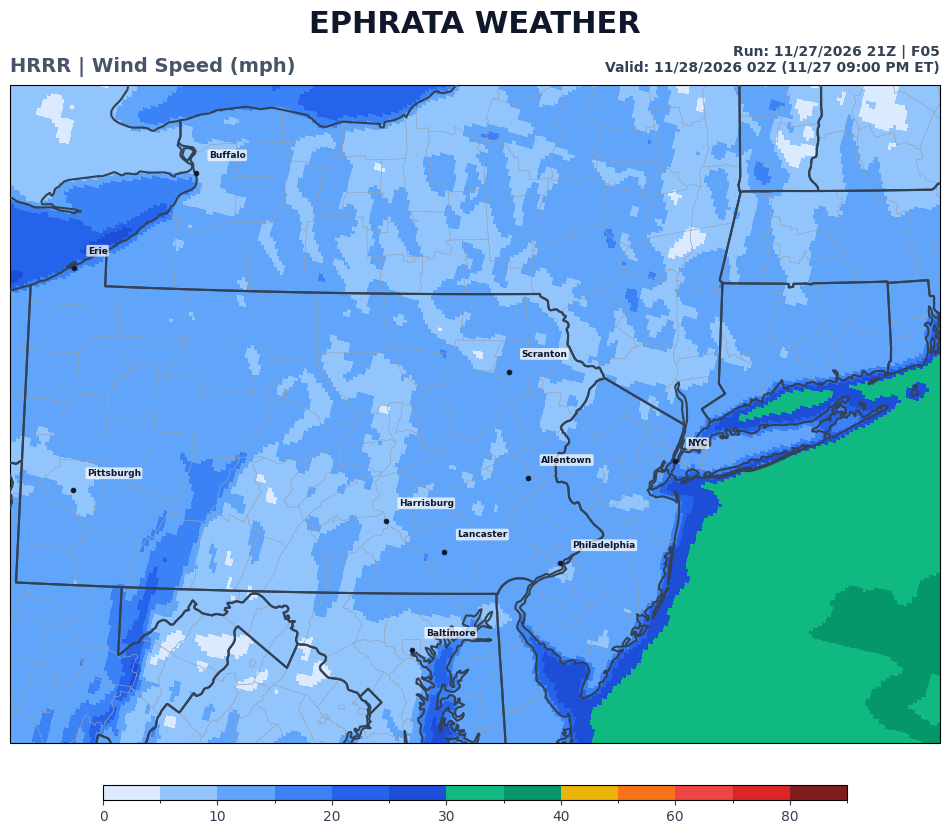 EPHRATA WEATHER
HRRR | Wind Speed (mph)
Run: 11/27/2026 21Z | F05
Valid: 11/28/2026 02Z (11/27 09:00 PM ET)
Buffalo
Erie
Scranton
NYC
Pittsburgh
Allentown
Harrisburg
Lancaster
Philadelphia
Baltimore
0 10 20 30 40 50 60 70 80